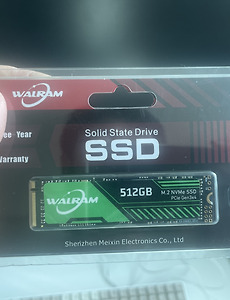 WALRAM
ee Year
Warranty
Solid State Drive
SSD
WALRAM
512GB
M.2 NVMe SSD
PCIe Gen3x4
Shenzhen Meixin Electronics Co., Ltd